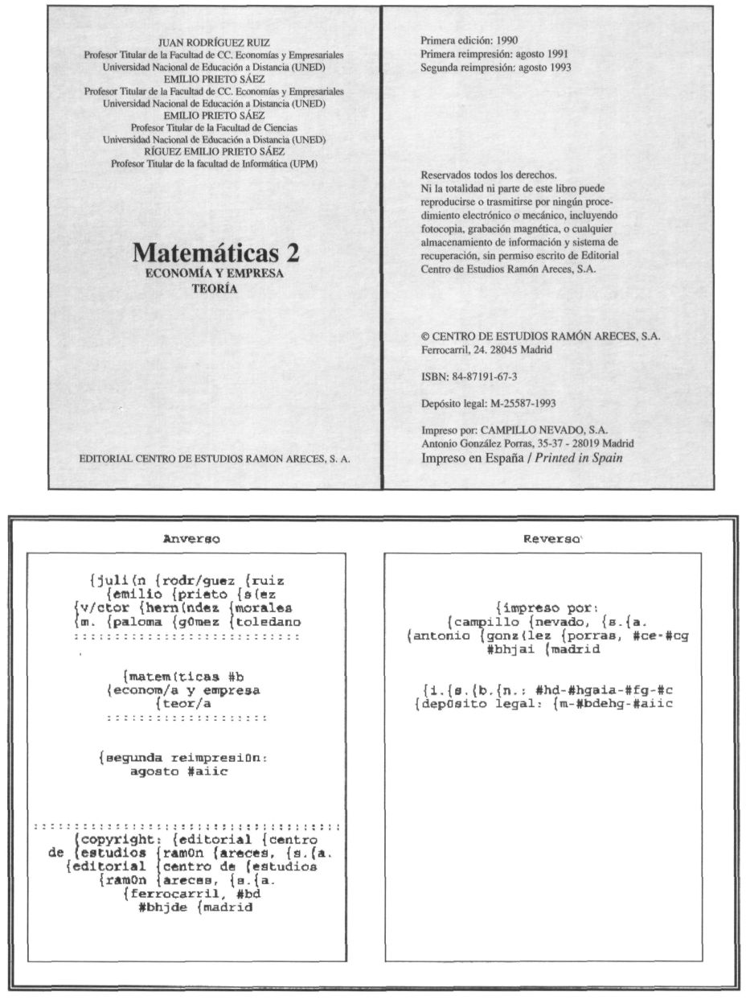 JUAN RODRÍGUEZ RUIZ
Profesor Titular de la Facultad de CC. Economías y Empresariales
Universidad Nacional de Educación a Distancia (UNED)
EMILIO PRIETO SÁEZ
Profesor Titular de la Facultad de CC. Economías y Empresariales
Universidad Nacional de Educación a Distancia (UNED)
EMILIO PRIETO SÁEZ
Profesor Titular de la Facultad de Ciencias
Universidad Nacional de Educación a Distancia (UNED)
RÍGUEZ EMILIO PRIETO SÁEZ
Profesor Titular de la facultad de Informática (UPM)
Matemáticas 2
ECONOMÍA Y EMPRESA
TEORÍA
EDITORIAL CENTRO DE ESTUDIOS RAMON ARECES, S. A.
Primera edición: 1990
Primera reimpresión: agosto 1991
Segunda reimpresión: agosto 1993
Reservados todos los derechos.
Ni la totalidad ni parte de este libro puede
reproducirse o trasmitirse por ningún proce-
dimiento electrónico o mecánico, incluyendo
fotocopia, grabación magnética, o cualquier
almacenamiento de información y sistema de
recuperación, sin permiso escrito de Editorial
Centro de Estudios Ramón Areces, S.A.
© CENTRO DE ESTUDIOS RAMÓN ARECES, S.A.
Ferrocarril, 24. 28045 Madrid
ISBN: 84-87191-67-3
Depósito legal: M-25587-1993
Impreso por: CAMPILLO NEVADO, S.A.
Antonio González Porras, 35-37 - 28019 Madrid
Impreso en España / Printed in Spain
Anverso
{juli(n {rodr/guez {ruiz
{emilio {prieto {s(ez
{v/ctor {hern(ndez {morales
{m. {paloma {g0mez {toledano
::::::::::::::::::::::::::::
{matem(ticas #b
{econom/a y empresa
{teor/a
::::::::::::::::::::
{segunda reimpresi0n:
agosto #aiic
::::::::::::::::::::::::::::::::::::::
{copyright: {editorial {centro
de {estudios {ram0n {areces, {s.{a.
{editorial {centro de {estudios
{ram0n {areces, {s.{a.
{ferrocarril, #bd
#bhjde {madrid
Reverso
{impreso por:
{campillo {nevado, {s.{a.
{antonio {gonz(lez {porras, #ce-#cg
#bhjai {madrid
{i.{s.{b.{n.: #hd-#hgaia-#fg-#c
{dep0sito legal: {m-#bdehg-#aiic